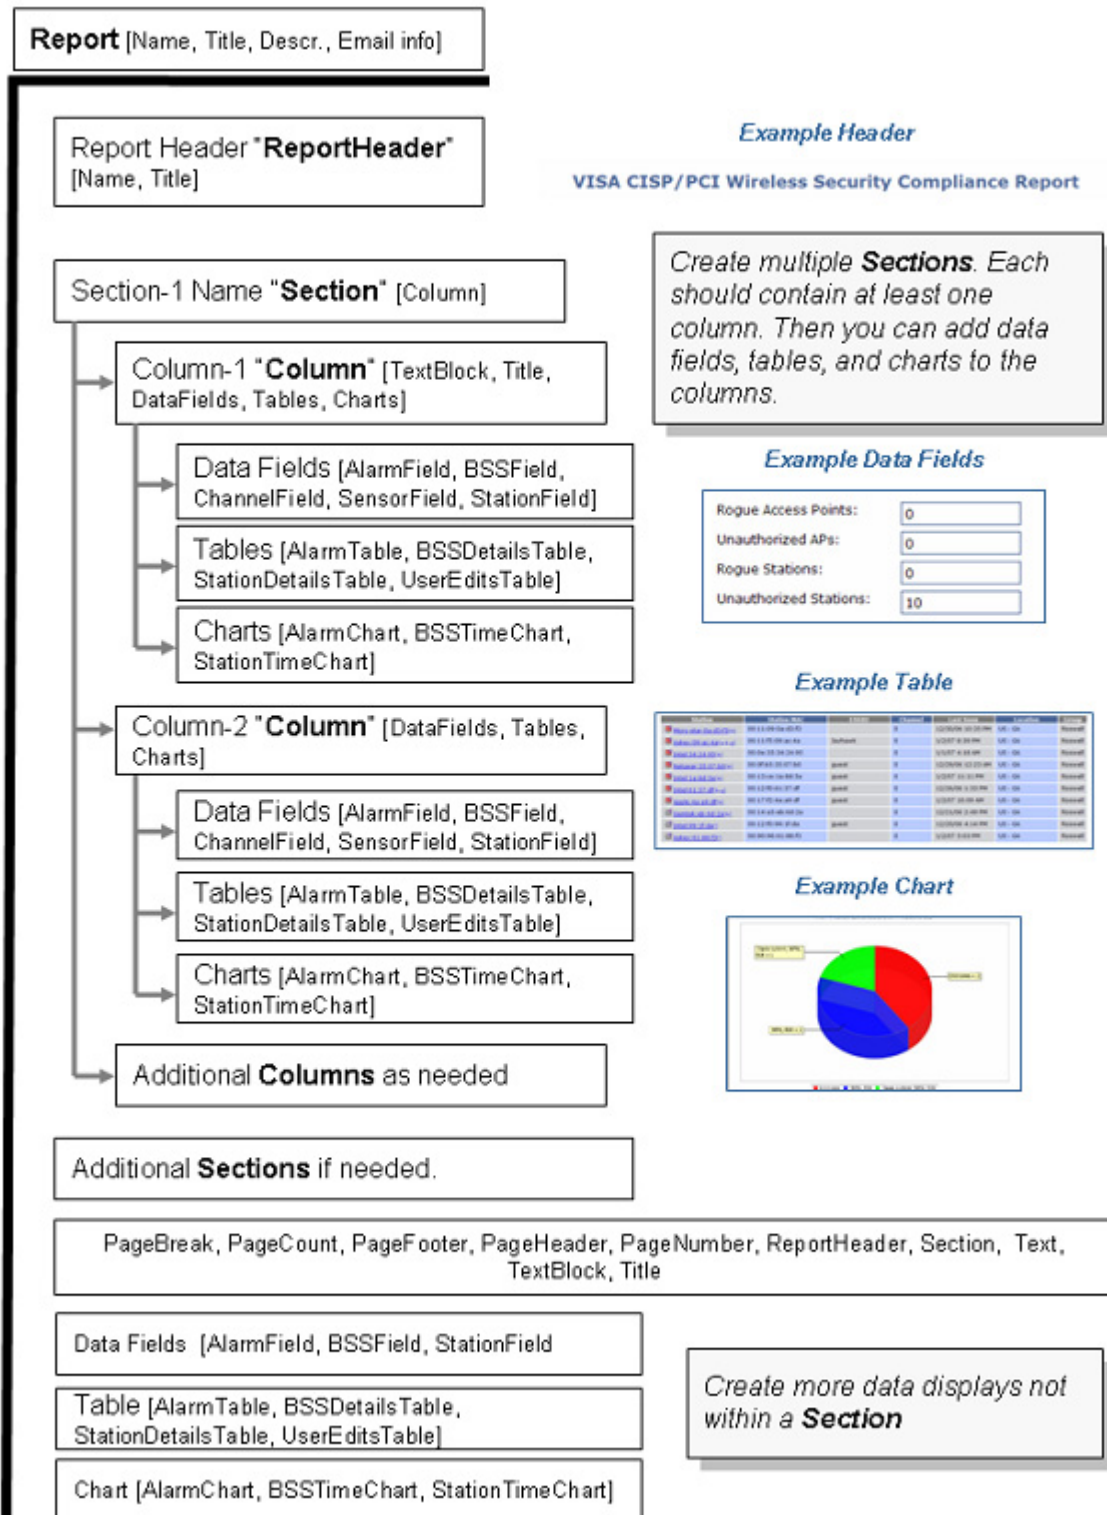 Report [Name, Title, Descr., Email info]
Report Header "ReportHeader"
[Name, Title]
Example Header
VISA CISP/PCI Wireless Security Compliance Report
Section-1 Name "Section" [Column]
Create multiple Sections. Each
should contain at least one
column. Then you can add data
fields, tables, and charts to the
columns.
Column-1 "Column" [TextBlock, Title,
DataFields, Tables, Charts]
Data Fields [AlarmField, BSSField,
ChannelField, SensorField, StationField]
Tables [AlarmTable, BSSDetailsTable,
StationDetailsTable, UserEditsTable]
Charts [AlarmChart, BSSTimeChart,
StationTimeChart]
Example Data Fields
Rogue Access Points: 0
Unauthorized APs: 0
Rogue Stations: 0
Unauthorized Stations: 10
Column-2 "Column" [DataFields, Tables,
Charts]
Data Fields [AlarmField, BSSField,
ChannelField, SensorField, StationField]
Tables [AlarmTable, BSSDetailsTable,
StationDetailsTable, UserEditsTable]
Charts [AlarmChart, BSSTimeChart,
StationTimeChart]
Additional Columns as needed
Example Table
Example Chart
Additional Sections if needed.
PageBreak, PageCount, PageFooter, PageHeader, PageNumber, ReportHeader, Section, Text,
TextBlock, Title
Data Fields [AlarmField, BSSField, StationField
Table [AlarmTable, BSSDetailsTable,
StationDetailsTable, UserEditsTable]
Chart [AlarmChart, BSSTimeChart, StationTimeChart]
Create more data displays not
within a Section